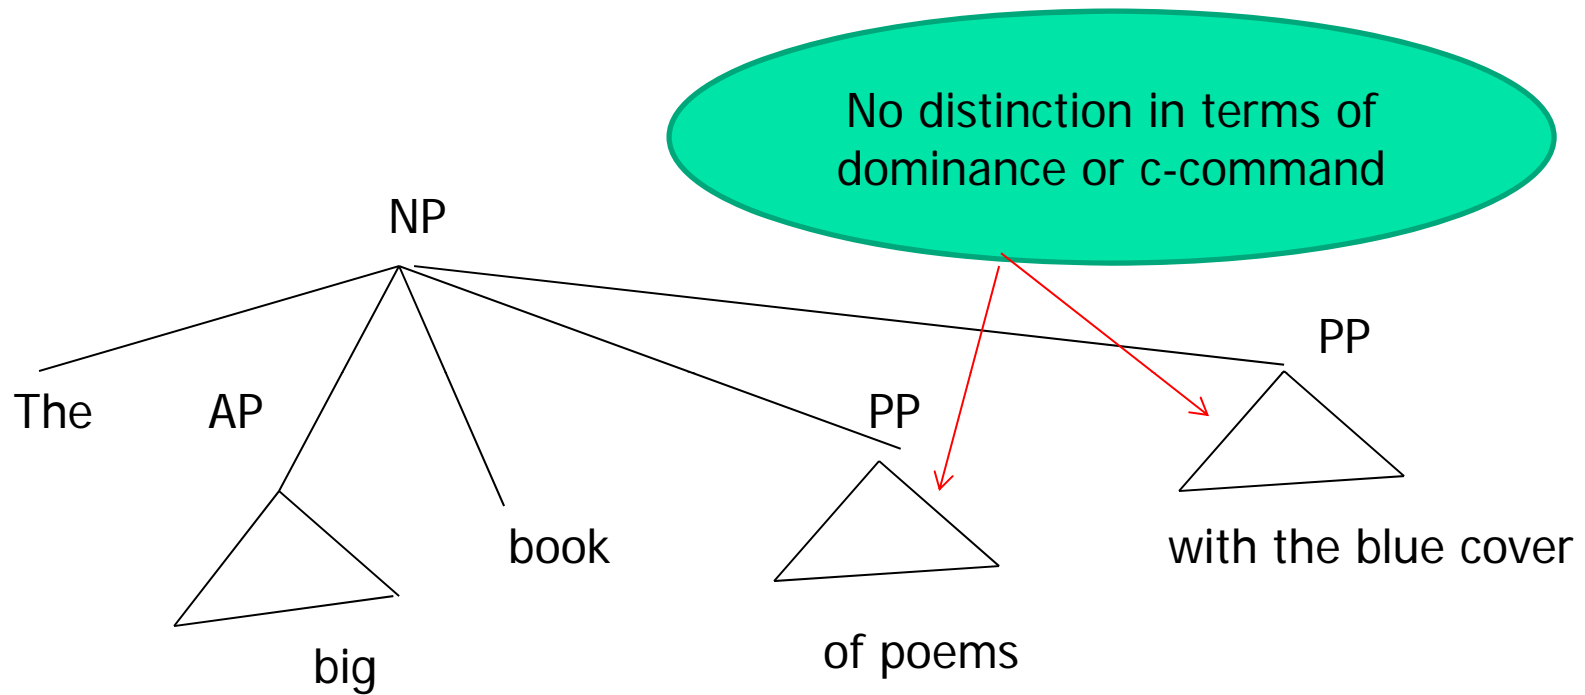 No distinction in terms of
dominance or c-command
NP
PP
The
AP
PP
book
with the blue cover
of poems
big